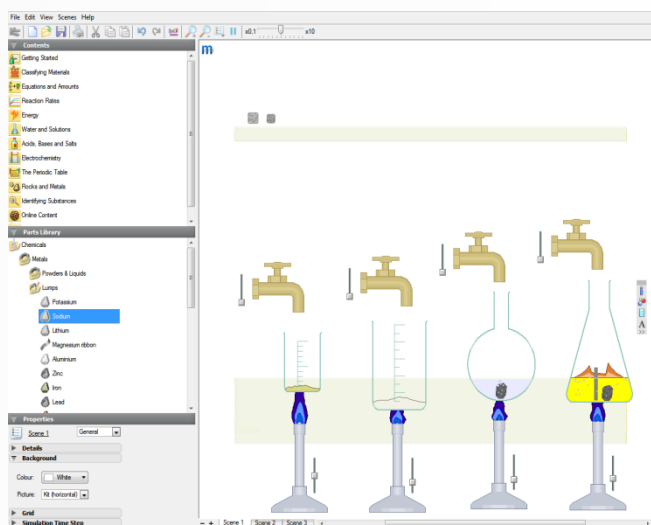 File Edit View Scenes Help
x0,1 x10
Contents
Getting Started
Classifying Materials
Equations and Amounts
Reaction Rates
Energy
Water and Solutions
Acids, Bases and Salts
Electrochemistry
The Periodic Table
Rocks and Metals
Identifying Substances
Online Content
Parts Library
Chemicals
Metals
Powders & Liquids
Lumps
Potassium
Sodium
Lithium
Magnesium ribbon
Aluminium
Zinc
Iron
Lead
Properties
Scene 1 General
Details
Background
Colour: White
Picture: Kit (horizontal)
Grid
Simulation Time Step
m
A
Scene 1 Scene 2 Scene 3